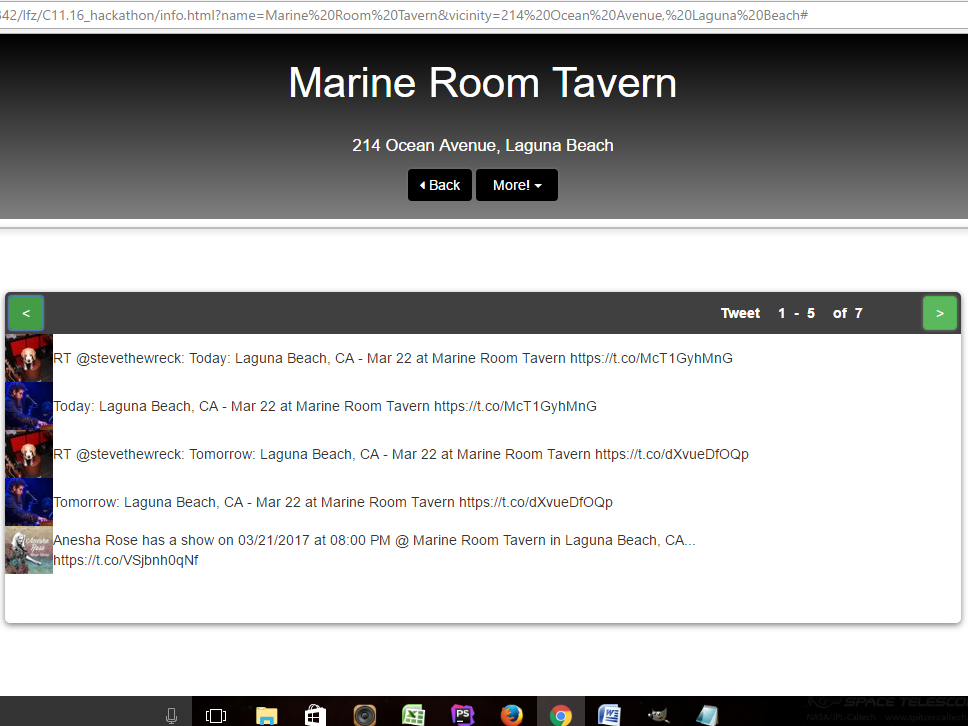 342/lfz/C11.16_hackathon/info.html?name=Marine%20Room%20Tavern&vicinity=214%20Ocean%20Avenue,%20Laguna%20Beach#
Marine Room Tavern
214 Ocean Avenue, Laguna Beach
Back More!
< Tweet 1 - 5 of 7 >
RT @stevethewreck: Today: Laguna Beach, CA - Mar 22 at Marine Room Tavern https://t.co/McT1GyhMnG
Today: Laguna Beach, CA - Mar 22 at Marine Room Tavern https://t.co/McT1GyhMnG
RT @stevethewreck: Tomorrow: Laguna Beach, CA - Mar 22 at Marine Room Tavern https://t.co/dXvueDfOQp
Tomorrow: Laguna Beach, CA - Mar 22 at Marine Room Tavern https://t.co/dXvueDfOQp
Anesha Rose has a show on 03/21/2017 at 08:00 PM @ Marine Room Tavern in Laguna Beach, CA...
https://t.co/VSjbnh0qNf
PS
SPACE TELESC